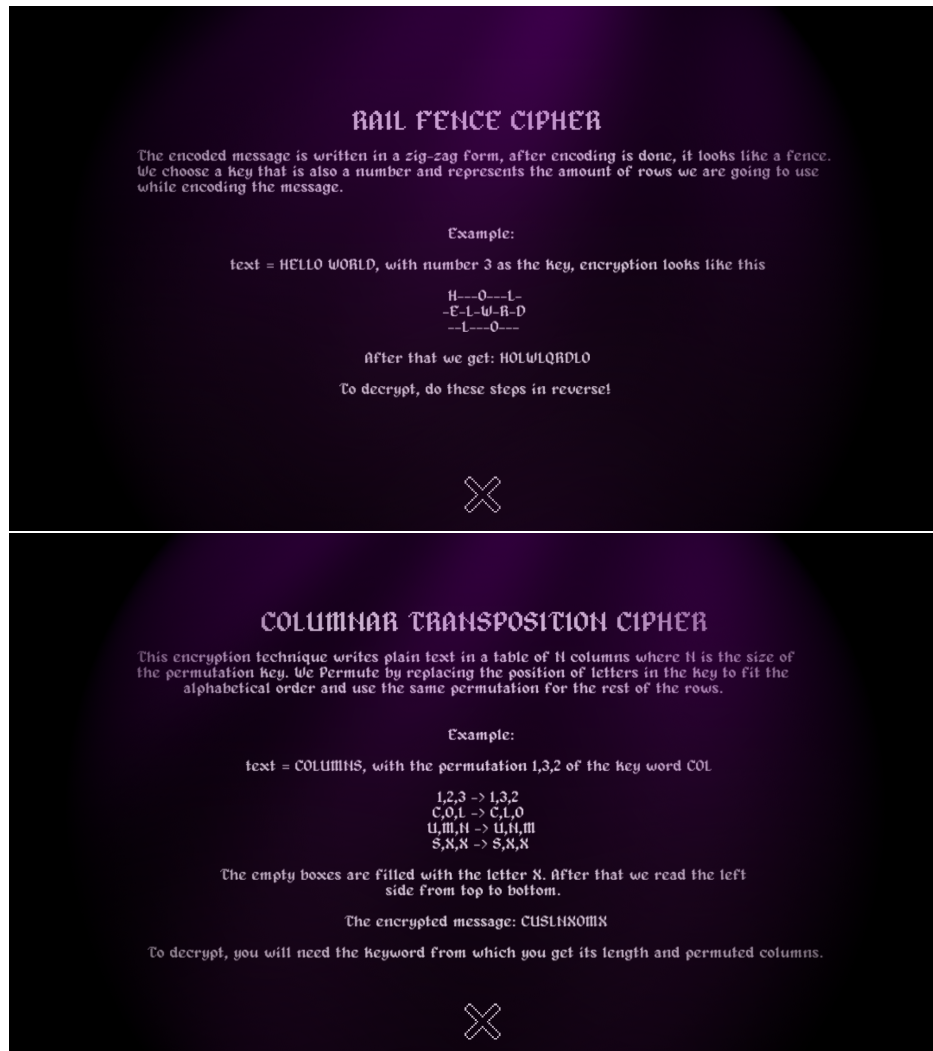 RAIL FENCE CIPHER
The encoded message is written in a zig-zag form, after encoding is done, it looks like a fence.
We choose a key that is also a number and represents the amount of rows we are going to use
while encoding the message.
Example:
text = HELLO WORLD, with number 3 as the key, encryption looks like this
H---O---L-
-E-L-W-R-D
--L---O---
After that we get: HOLWLQRDLO
To decrypt, do these steps in reverse!
COLUMNAR TRANSPOSITION CIPHER
This encryption technique writes plain text in a table of N columns where N is the size of
the permutation key. We Permute by replacing the position of letters in the key to fit the
alphabetical order and use the same permutation for the rest of the rows.
Example:
text = COLUMNS, with the permutation 1,3,2 of the key word COL
1,2,3 -> 1,3,2
C,O,L -> C,L,O
U,M,N -> U,N,M
S,X,X -> S,X,X
The empty boxes are filled with the letter X. After that we read the left
side from top to bottom.
The encrypted message: CUSLNXOMX
To decrypt, you will need the keyword from which you get its length and permuted columns.